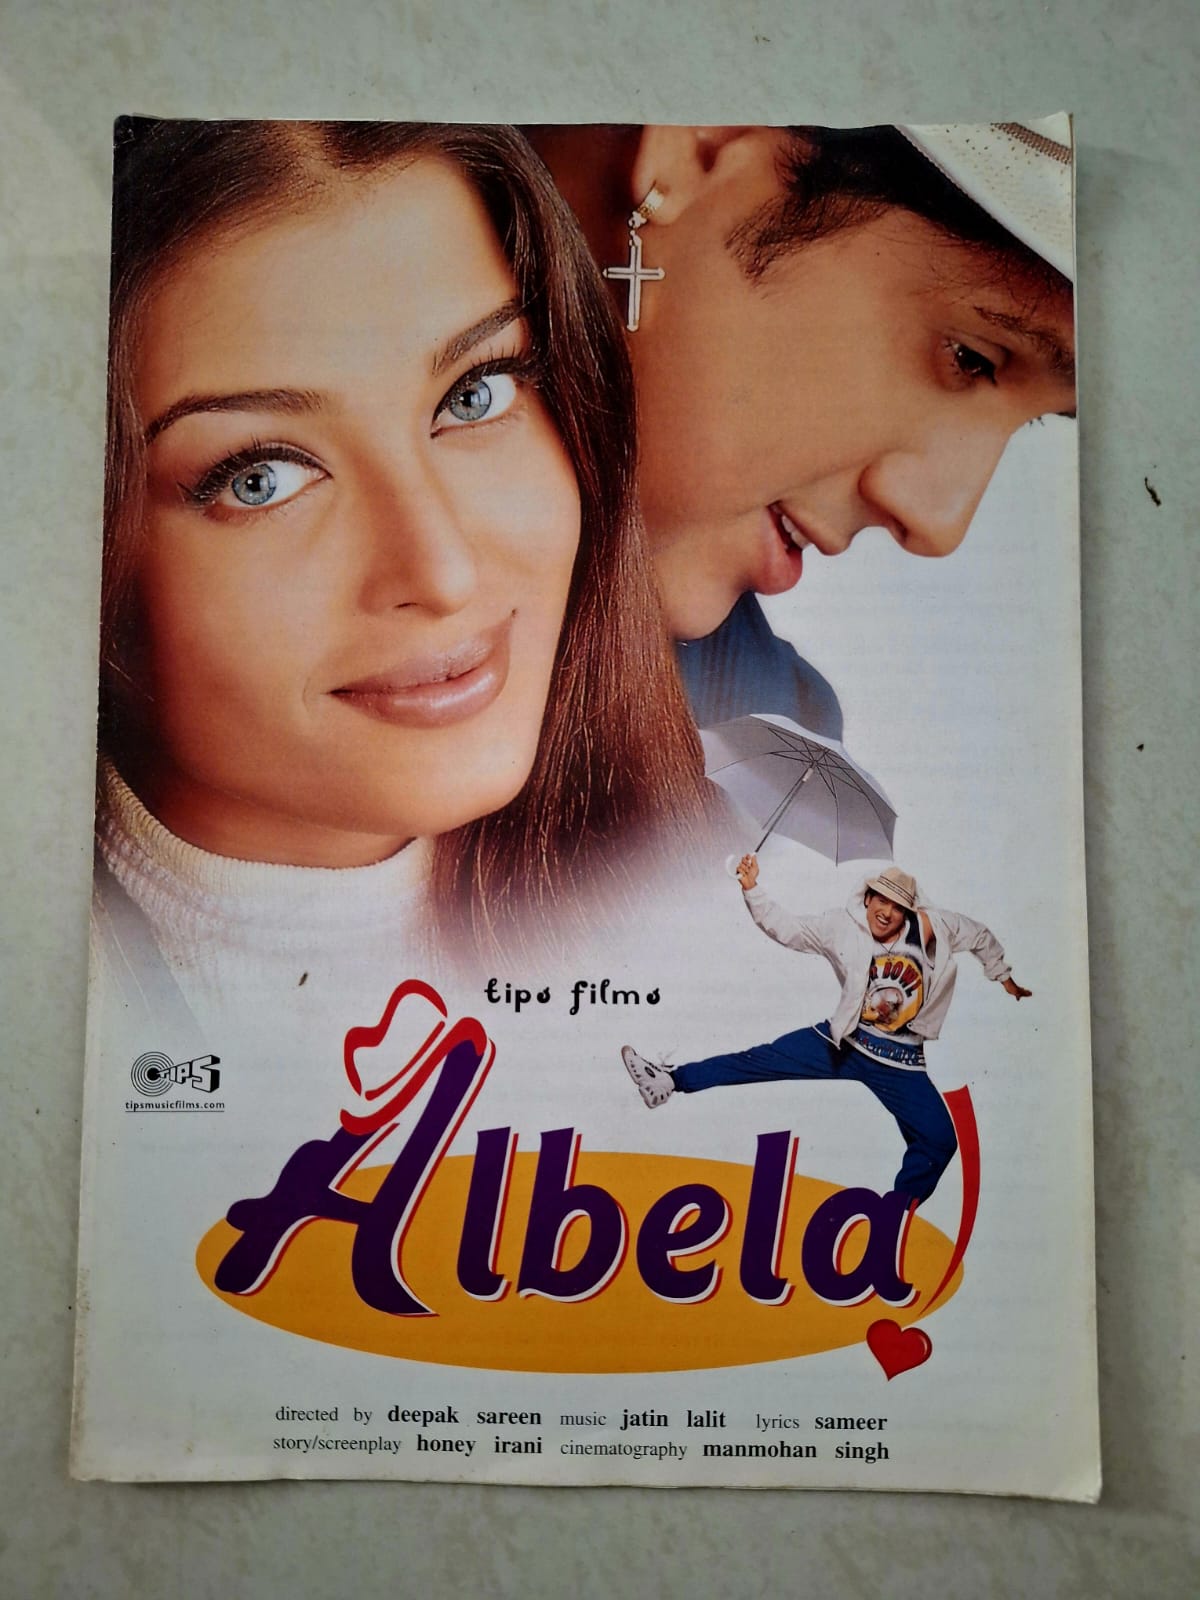 tips films
TIPS
tipsmusicfilms.com
Albela
directed by deepak sareen music jatin lalit lyrics sameer
story/screenplay honey irani cinematography manmohan singh